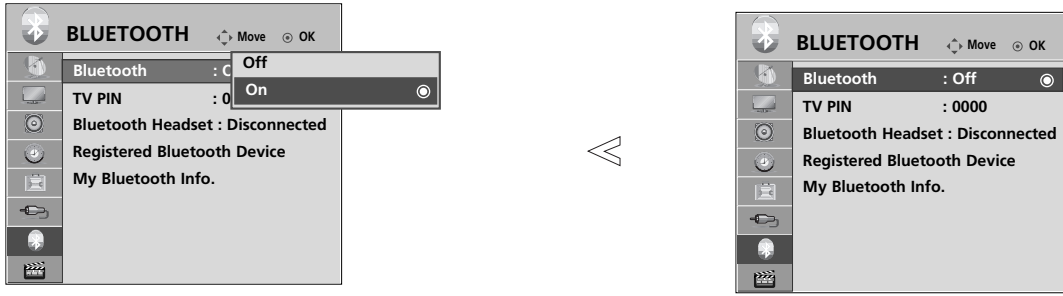 BLUETOOTH Move OK
Bluetooth : O
Off
On
TV PIN : 0
Bluetooth Headset : Disconnected
Registered Bluetooth Device
My Bluetooth Info.
BLUETOOTH Move OK
Bluetooth : Off
TV PIN : 0000
Bluetooth Headset : Disconnected
Registered Bluetooth Device
My Bluetooth Info.